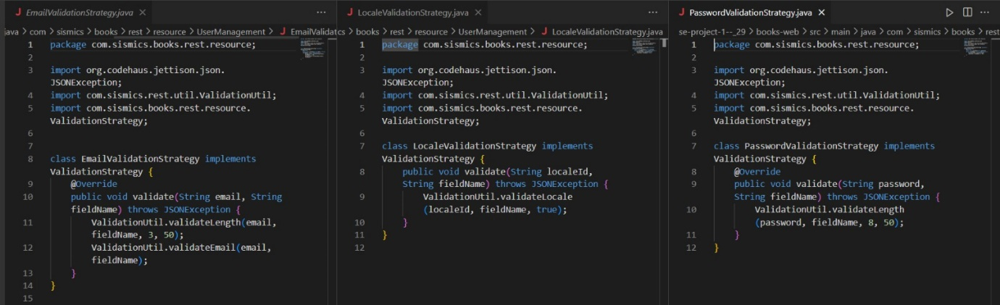 EmailValidationStrategy.java ×
java > com > sismics > books > rest > resource > UserManagement > J EmailValidat
1 package com.sismics.books.rest.resource;
2
3 import org.codehaus.jettison.json.
JSONException;
4 import com.sismics.rest.util.ValidationUtil;
5 import com.sismics.books.rest.resource.
ValidationStrategy;
6
7
8 class EmailValidationStrategy implements
ValidationStrategy {
9 @Override
10 public void validate(String email, String
fieldName) throws JSONException {
11 ValidationUtil.validateLength(email,
fieldName, 3, 50);
12 ValidationUtil.validateEmail(email,
fieldName);
13 }
14 }
15
J LocaleValidationStrategy.java ×
cs > books > rest > resource > UserManagement > J LocaleValidationStrategy.java
1 package com.sismics.books.rest.resource;
2
3 import org.codehaus.jettison.json.
JSONException;
4 import com.sismics.rest.util.ValidationUtil;
5 import com.sismics.books.rest.resource.
ValidationStrategy;
6
7 class LocaleValidationStrategy implements
ValidationStrategy {
8 public void validate(String localeId,
String fieldName) throws JSONException {
9 ValidationUtil.validateLocale
(localeId, fieldName, true);
10 }
11 }
12
J PasswordValidationStrategy.java ×
se-project-1--_29 > books-web > src > main > java > com > sismics > books > rest
1 package com.sismics.books.rest.resource;
2
3 import org.codehaus.jettison.json.
JSONException;
4 import com.sismics.rest.util.ValidationUtil;
5 import com.sismics.books.rest.resource.
ValidationStrategy;
6
7 class PasswordValidationStrategy implements
ValidationStrategy {
8 @Override
9 public void validate(String password,
String fieldName) throws JSONException {
10 ValidationUtil.validateLength
(password, fieldName, 8, 50);
11 }
12 }